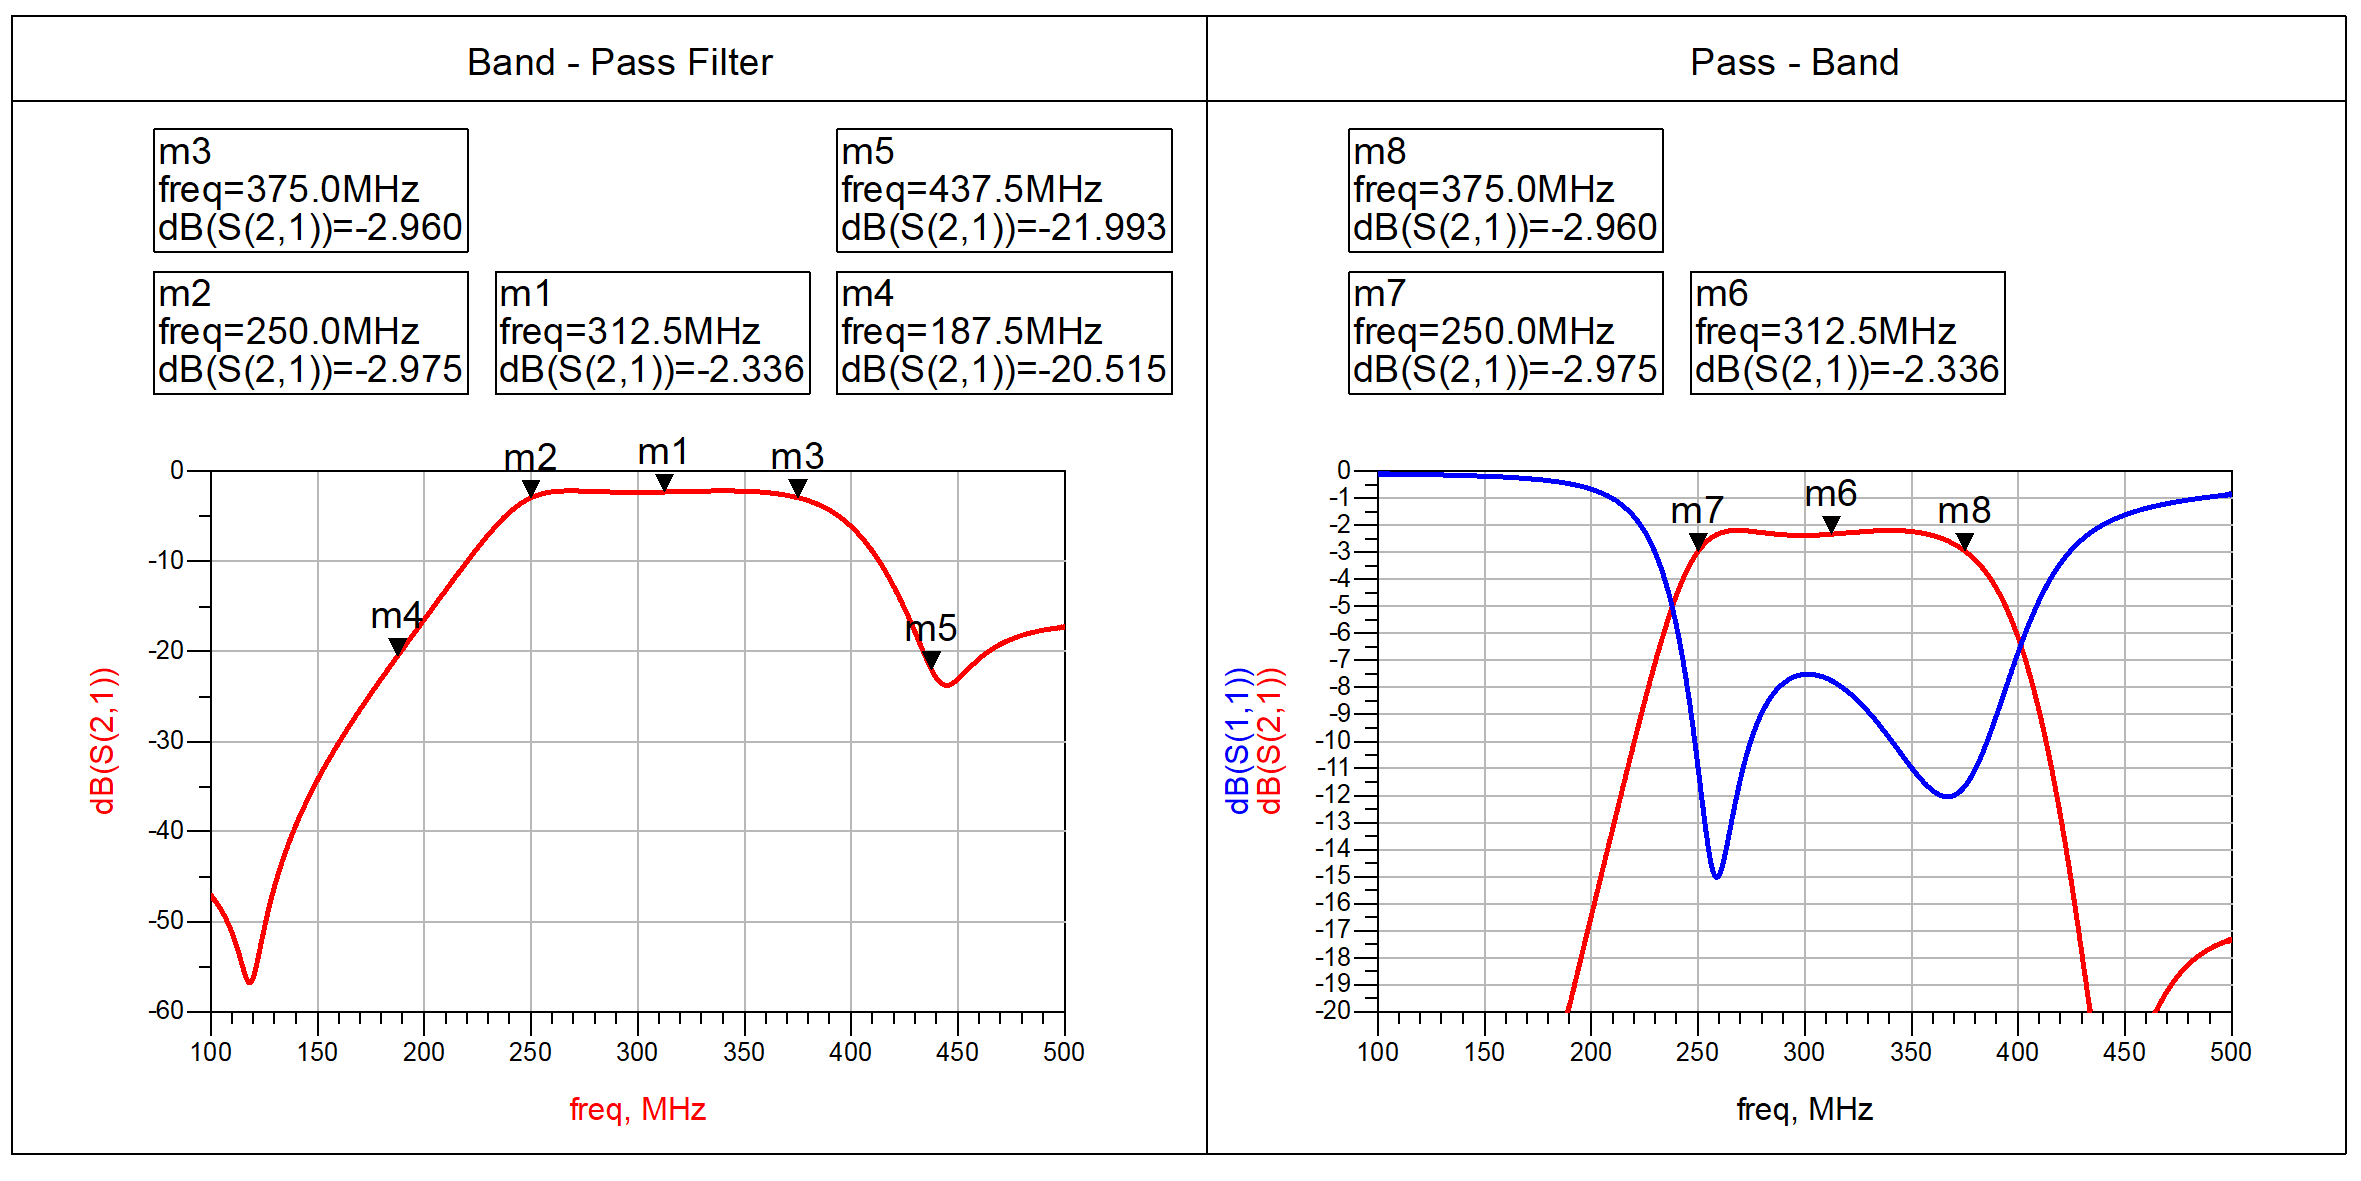 Band - Pass Filter
m3
freq=375.0MHz
dB(S(2,1))=-2.960
m5
freq=437.5MHz
dB(S(2,1))=-21.993
m2
freq=250.0MHz
dB(S(2,1))=-2.975
m1
freq=312.5MHz
dB(S(2,1))=-2.336
m4
freq=187.5MHz
dB(S(2,1))=-20.515
m2
m1
m3
m4
m5
0
-10
-20
-30
-40
-50
-60
dB(S(2,1))
100 150 200 250 300 350 400 450 500
freq, MHz
Pass - Band
m8
freq=375.0MHz
dB(S(2,1))=-2.960
m7
freq=250.0MHz
dB(S(2,1))=-2.975
m6
freq=312.5MHz
dB(S(2,1))=-2.336
m7
m6
m8
0
-1
-2
-3
-4
-5
-6
-7
-8
-9
-10
-11
-12
-13
-14
-15
-16
-17
-18
-19
-20
dB(S(1,1))
dB(S(2,1))
100 150 200 250 300 350 400 450 500
freq, MHz